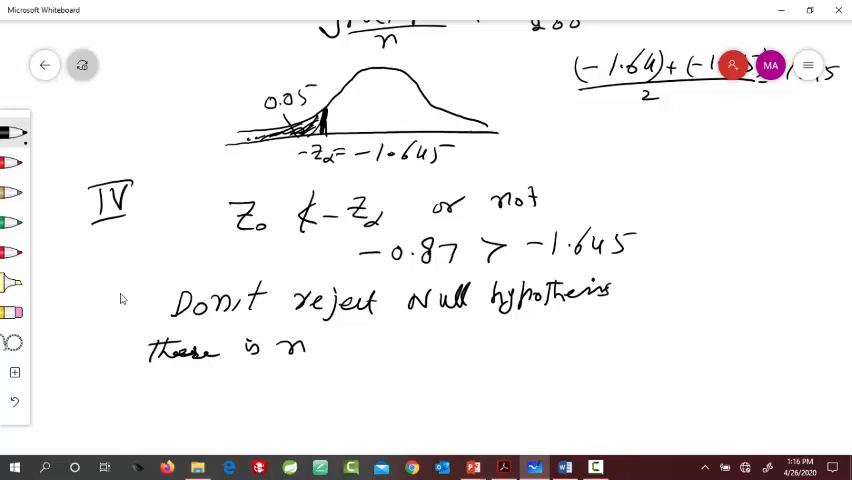 Microsoft Whiteboard
n
200
(-1.64) + (-1.
2
MA
0.05
-Zα = -1.645
IV
Z₀ ≮ -Zα or not
-0.87 > -1.645
Don't reject Null hypothesis
there is n
1:16 PM
4/26/2020